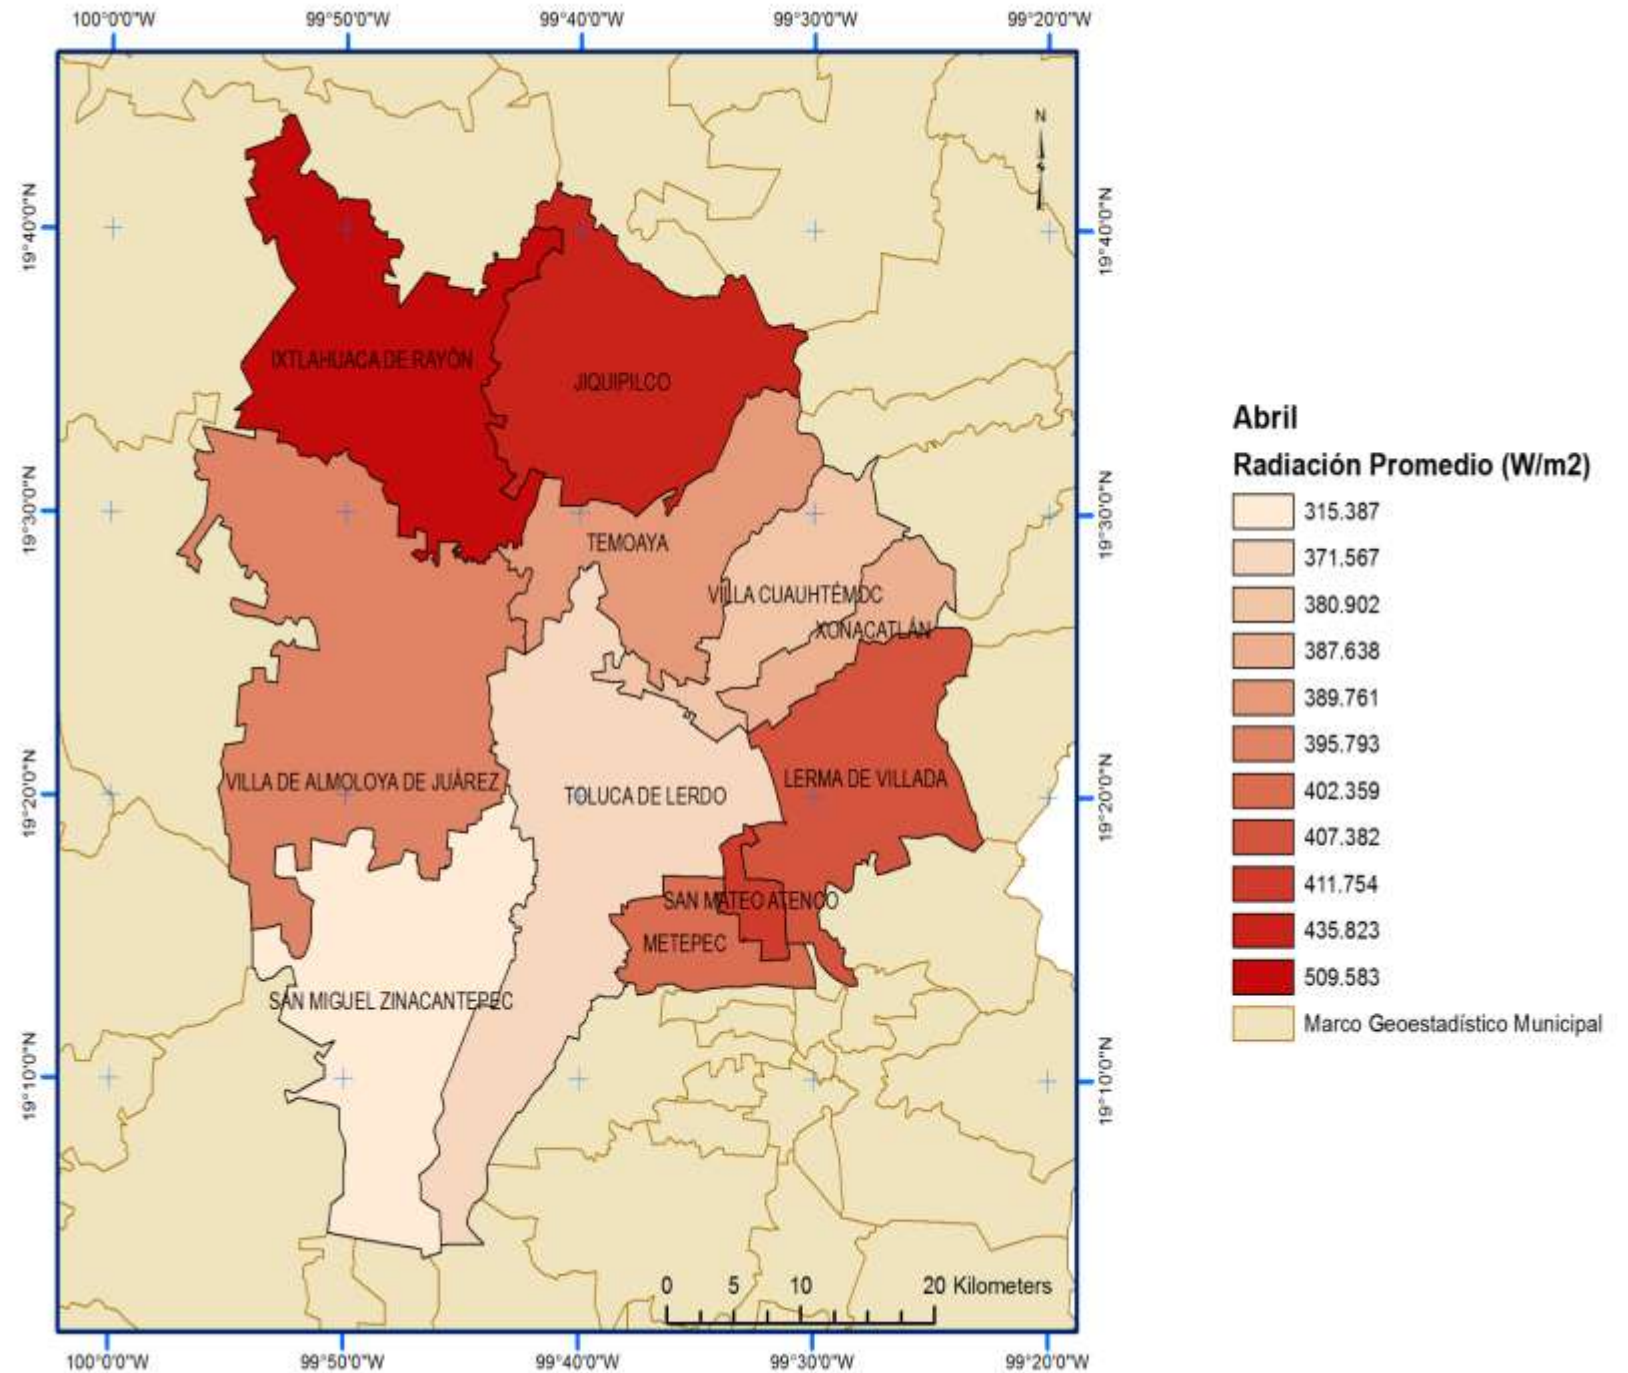 100°0'0"W 99°50'0"W 99°40'0"W 99°30'0"W 99°20'0"W
N
S
19°40'0"N
19°40'0"N
IXTLAHUACA DE RAYÓN
JIQUIPILCO
19°30'0"N
19°30'0"N
TEMOAYA
VILLA CUAUHTÉMOC
XONACATLÁN
19°20'0"N
19°20'0"N
VILLA DE ALMOLOYA DE JUÁREZ
TOLUCA DE LERDO
LERMA DE VILLADA
SAN MATEO ATENCO
METEPEC
SAN MIGUEL ZINACANTEPEC
19°10'0"N
19°10'0"N
0 5 10 20 Kilometers
100°0'0"W 99°50'0"W 99°40'0"W 99°30'0"W 99°20'0"W
Abril
Radiación Promedio (W/m2)
315.387
371.567
380.902
387.638
389.761
395.793
402.359
407.382
411.754
435.823
509.583
Marco Geoestadístico Municipal